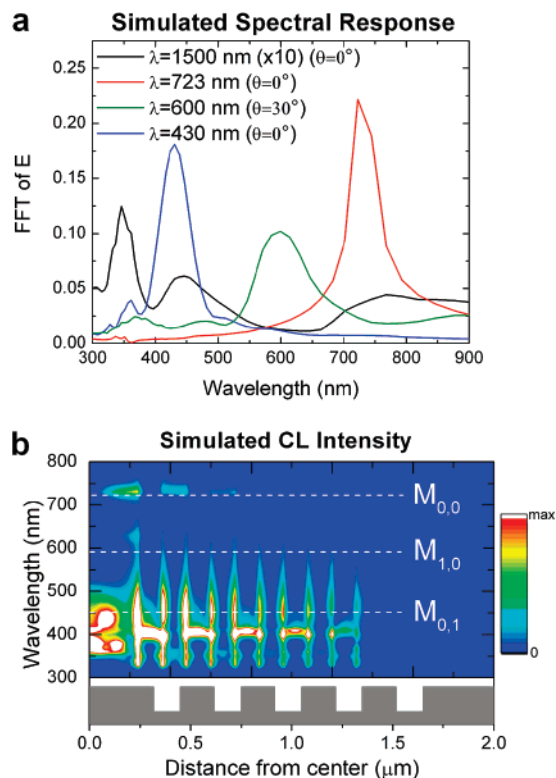 a
Simulated Spectral Response
λ=1500 nm (x10) (θ=0°)
λ=723 nm (θ=0°)
λ=600 nm (θ=30°)
λ=430 nm (θ=0°)
FFT of E
0.25
0.20
0.15
0.10
0.05
0.00
300 400 500 600 700 800 900
Wavelength (nm)
b
Simulated CL Intensity
Wavelength (nm)
800
700
600
500
400
300
M0,0
M1,0
M0,1
max
0
0.0 0.5 1.0 1.5 2.0
Distance from center (μm)